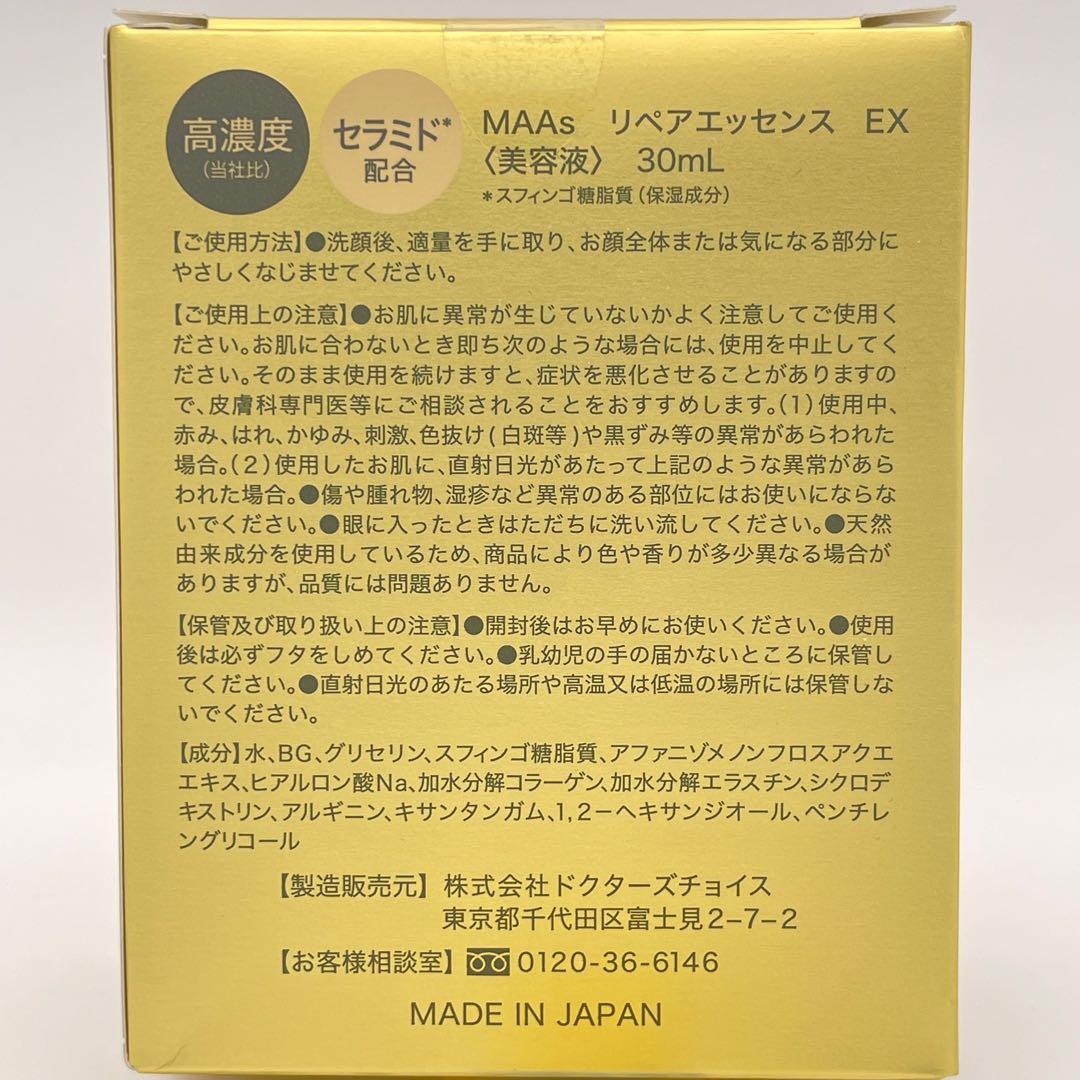 高濃度
(当社比)
セラミド*
配合
MAAs　リペアエッセンス　EX
〈美容液〉　30mL
*スフィンゴ糖脂質(保湿成分)
【ご使用方法】●洗顔後、適量を手に取り、お顔全体または気になる部分に
やさしくなじませてください。
【ご使用上の注意】●お肌に異常が生じていないかよく注意してご使用く
ださい。お肌に合わないとき即ち次のような場合には、使用を中止してく
ださい。そのまま使用を続けますと、症状を悪化させることがありますの
で、皮膚科専門医等にご相談されることをおすすめします。(1)使用中、
赤み、はれ、かゆみ、刺激、色抜け(白斑等)や黒ずみ等の異常があらわれた
場合。(2)使用したお肌に、直射日光があたって上記のような異常があら
われた場合。●傷や腫れ物、湿疹など異常のある部位にはお使いにならな
いでください。●眼に入ったときはただちに洗い流してください。●天然
由来成分を使用しているため、商品により色や香りが多少異なる場合が
ありますが、品質には問題ありません。
【保管及び取り扱い上の注意】●開封後はお早めにお使いください。●使用
後は必ずフタをしめてください。●乳幼児の手の届かないところに保管し
てください。●直射日光のあたる場所や高温又は低温の場所には保管しな
いでください。
【成分】水、BG、グリセリン、スフィンゴ糖脂質、アファニゾメノンフロスアクエ
エキス、ヒアルロン酸Na、加水分解コラーゲン、加水分解エラスチン、シクロデ
キストリン、アルギニン、キサンタンガム、1,2－ヘキサンジオール、ペンチレ
ングリコール
【製造販売元】株式会社ドクターズチョイス
東京都千代田区富士見2−7−2
【お客様相談室】0120-36-6146
MADE IN JAPAN